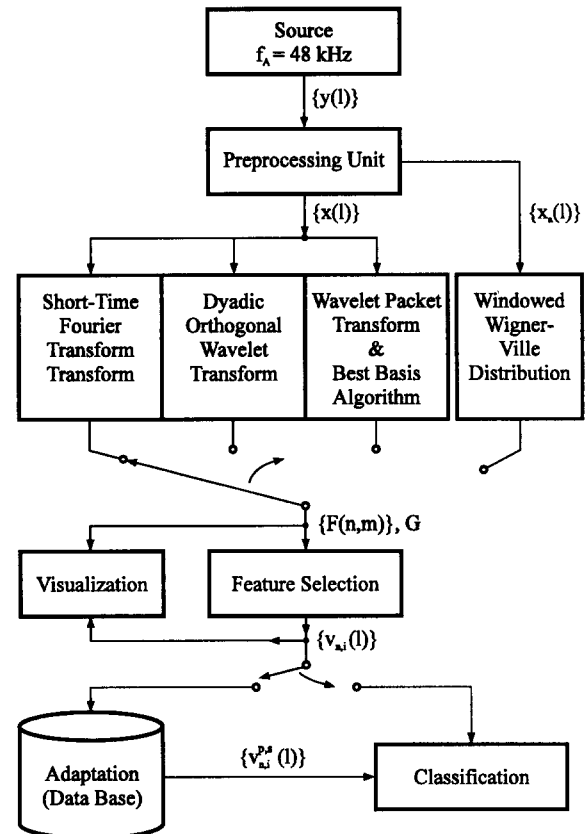 Source
f_A = 48 kHz
{y(l)}
Preprocessing Unit
{x(l)}
{x_a(l)}
Short-Time
Fourier
Transform
Transform
Dyadic
Orthogonal
Wavelet
Transform
Wavelet Packet
Transform
&
Best Basis
Algorithm
Windowed
Wigner-
Ville
Distribution
{F(n,m)}, G
Visualization
Feature Selection
{v_n,i(l)}
Adaptation
(Data Base)
{v_n,i^p,s(l)}
Classification